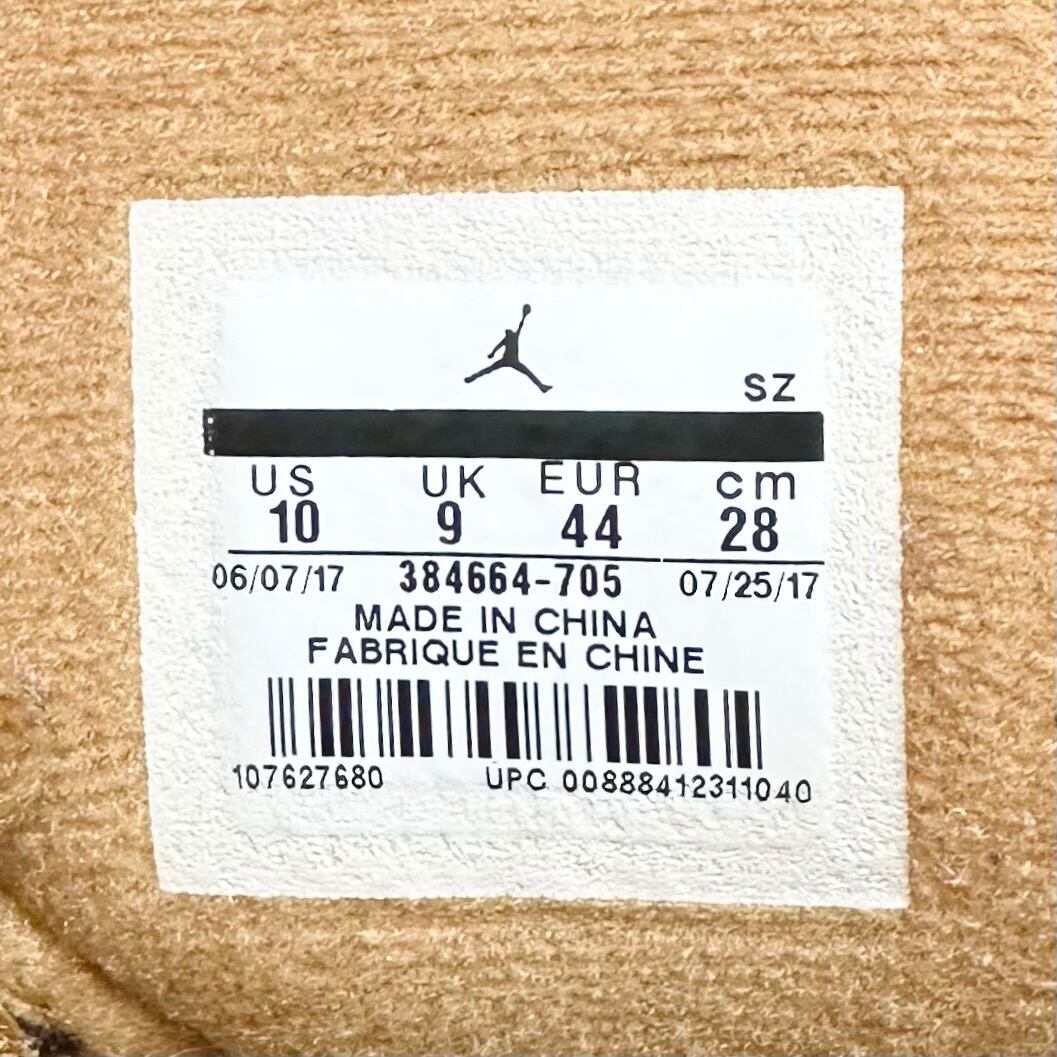 SZ
US UK EUR cm
10 9 44 28
06/07/17 384664-705 07/25/17
MADE IN CHINA
FABRIQUE EN CHINE
107627680 UPC 00888412311040